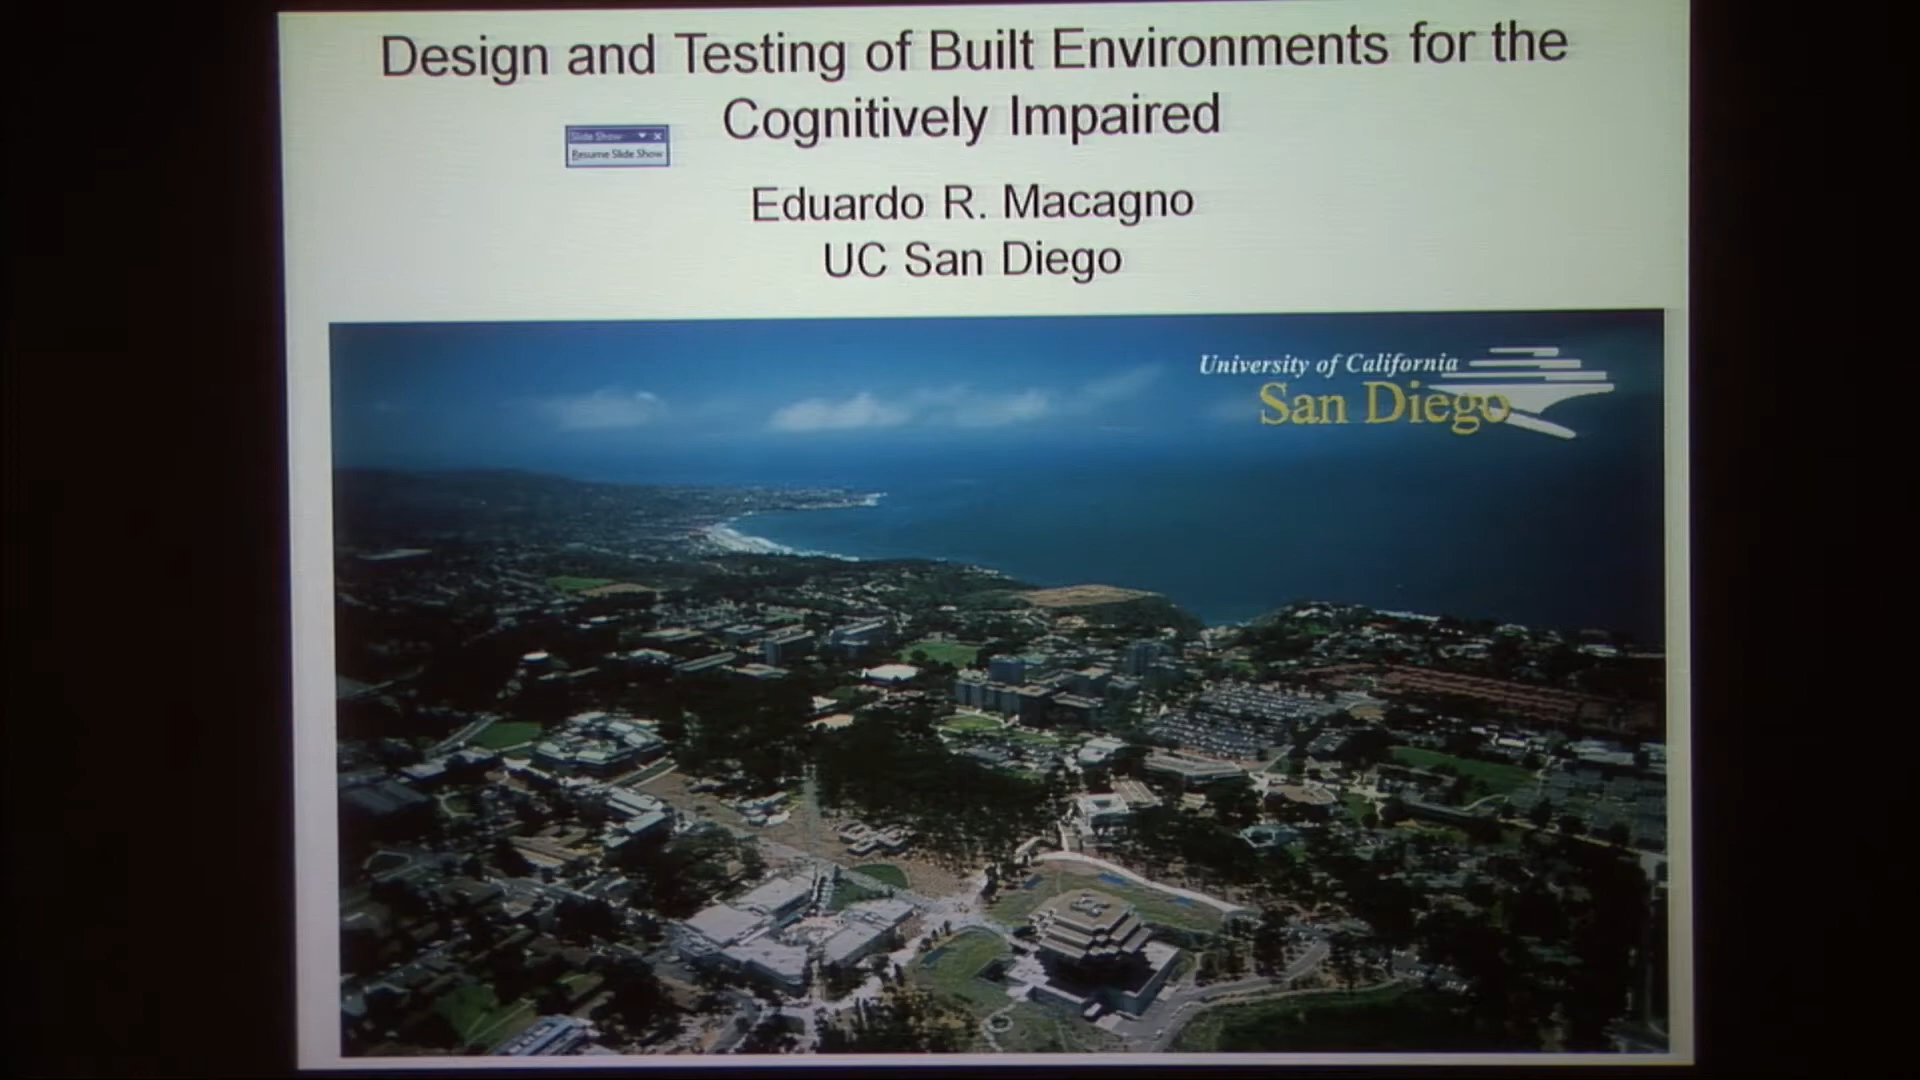 Design and Testing of Built Environments for the
Cognitively Impaired
Slide Show
Resume Slide Show
Eduardo R. Macagno
UC San Diego
University of California
San Diego